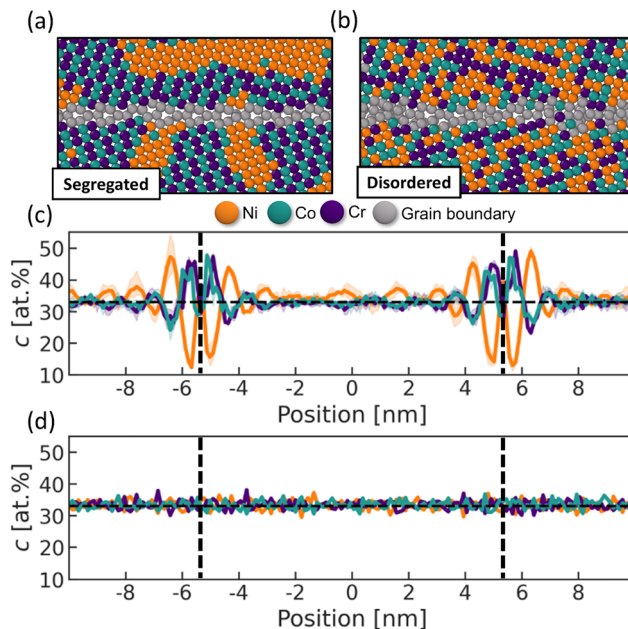 (a)
(b)
Segregated
Disordered
Ni
Co
Cr
Grain boundary
(c)
c [at.%]
50
40
30
20
10
-8 -6 -4 -2 0 2 4 6 8
Position [nm]
(d)
c [at.%]
50
40
30
20
10
-8 -6 -4 -2 0 2 4 6 8
Position [nm]